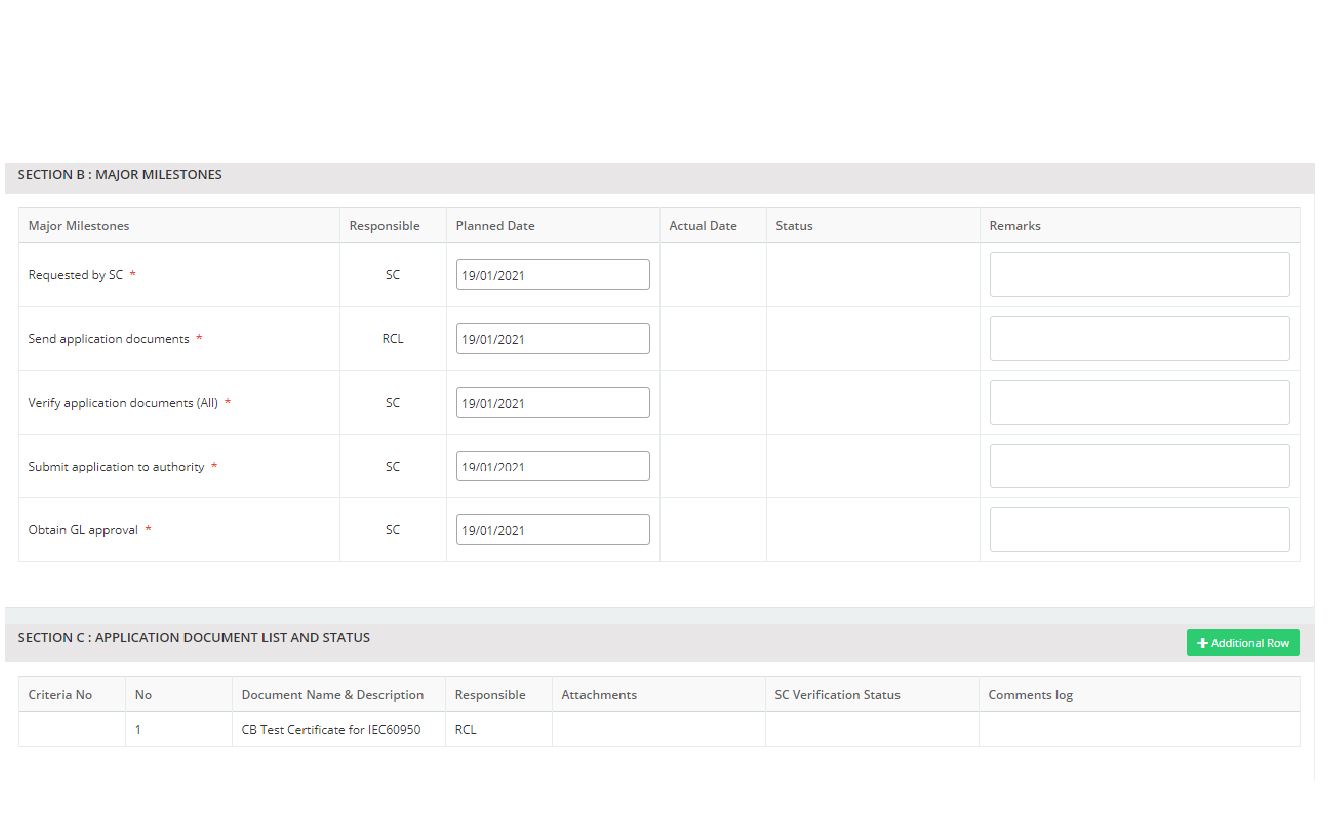 SECTION B : MAJOR MILESTONES
Major Milestones Responsible Planned Date Actual Date Status Remarks
Requested by SC * SC 19/01/2021
Send application documents * RCL 19/01/2021
Verify application documents (All) * SC 19/01/2021
Submit application to authority * SC 19/01/2021
Obtain GL approval * SC 19/01/2021
SECTION C : APPLICATION DOCUMENT LIST AND STATUS
+ Additional Row
Criteria No No Document Name & Description Responsible Attachments SC Verification Status Comments log
1 CB Test Certificate for IEC60950 RCL